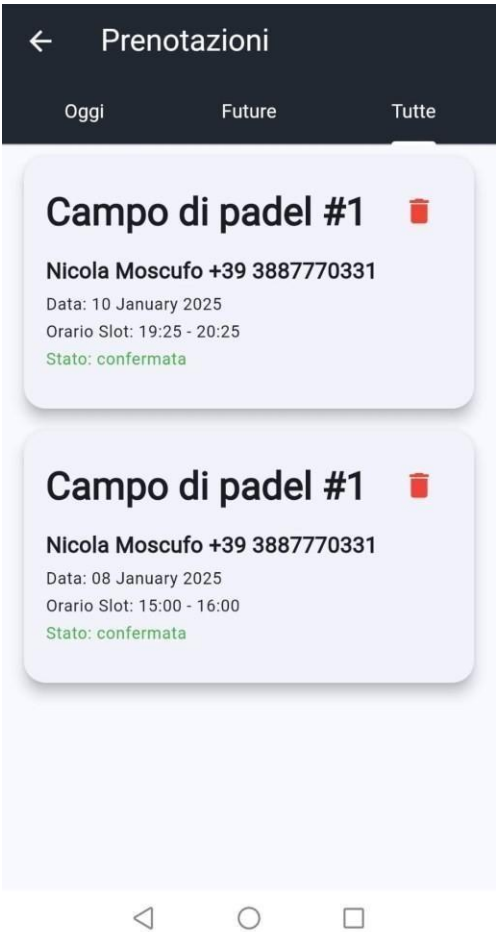 Prenotazioni
Oggi Future Tutte
Campo di padel #1
Nicola Moscufo +39 3887770331
Data: 10 January 2025
Orario Slot: 19:25 - 20:25
Stato: confermata
Campo di padel #1
Nicola Moscufo +39 3887770331
Data: 08 January 2025
Orario Slot: 15:00 - 16:00
Stato: confermata